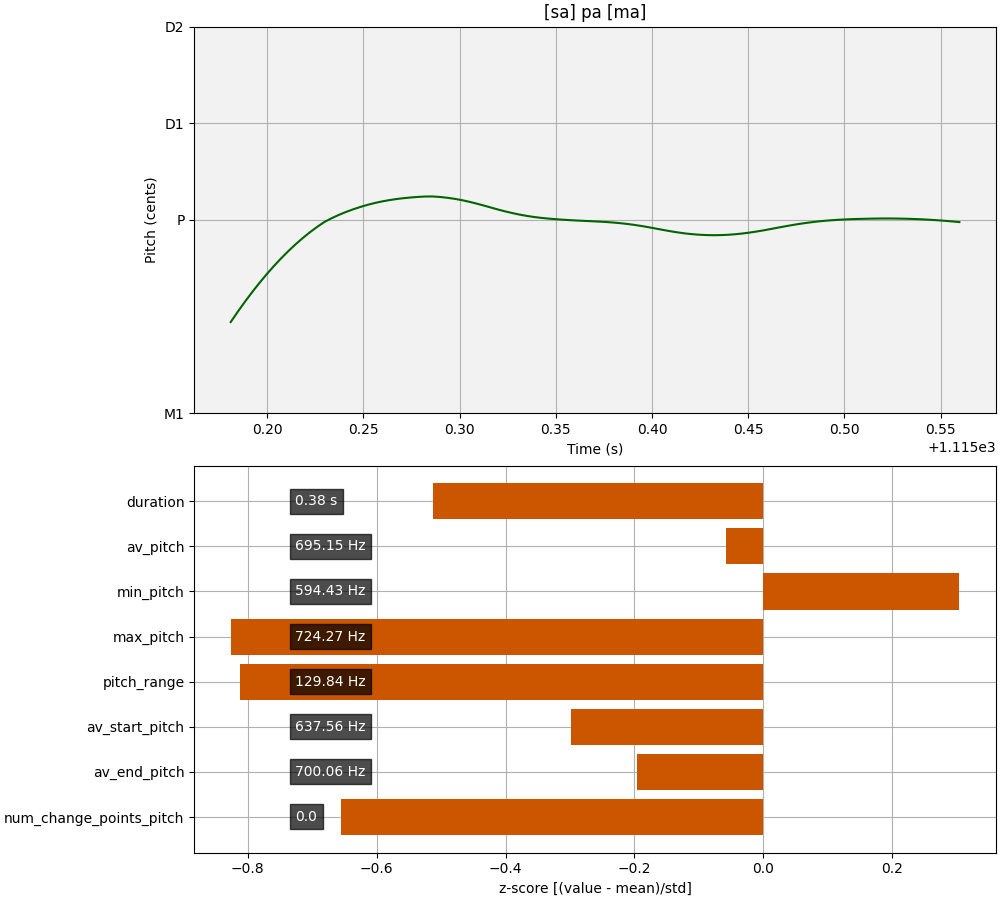 [sa] pa [ma]
D2
D1
P
M1
Pitch (cents)
0.20 0.25 0.30 0.35 0.40 0.45 0.50 0.55
Time (s)
+1.115e3
duration 0.38 s
av_pitch 695.15 Hz
min_pitch 594.43 Hz
max_pitch 724.27 Hz
pitch_range 129.84 Hz
av_start_pitch 637.56 Hz
av_end_pitch 700.06 Hz
num_change_points_pitch 0.0
−0.8 −0.6 −0.4 −0.2 0.0 0.2
z-score [(value - mean)/std]